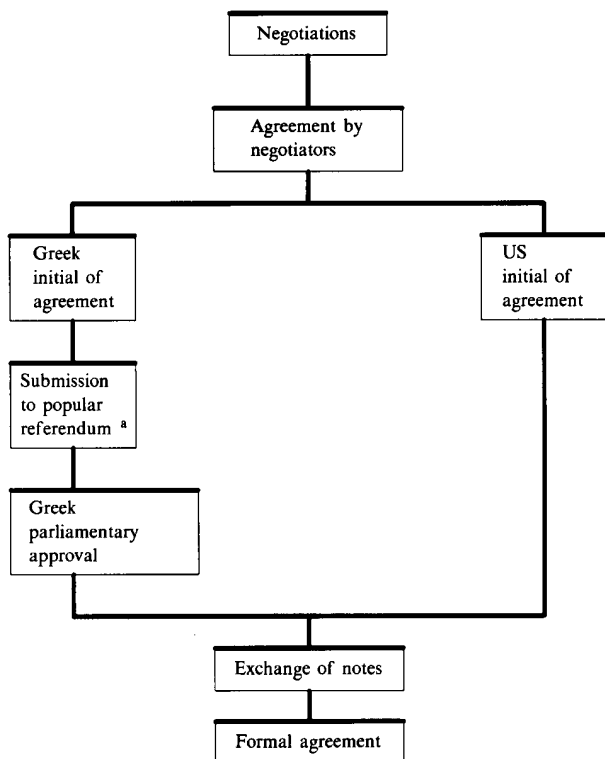 Negotiations
Agreement by
negotiators
Greek
initial of
agreement
US
initial of
agreement
Submission
to popular
referendum a
Greek
parliamentary
approval
Exchange of notes
Formal agreement